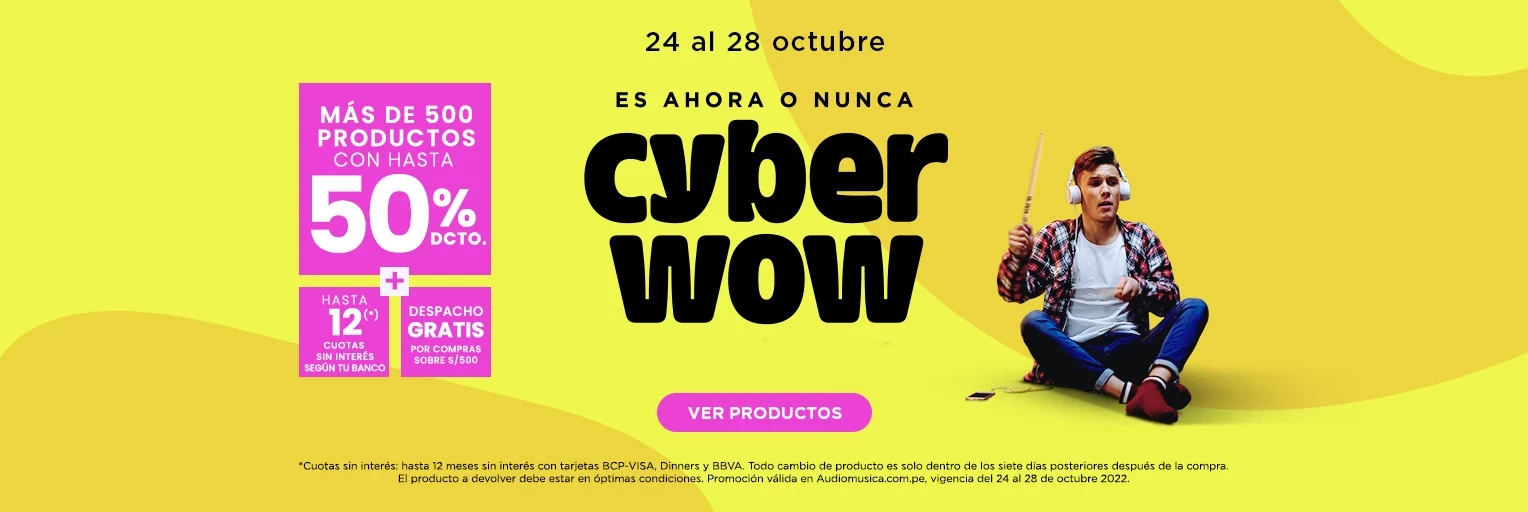 24 al 28 octubre
ES AHORA O NUNCA
cyber
wow
MÁS DE 500
PRODUCTOS
CON HASTA
50%
DCTO.
+
HASTA
12(*)
CUOTAS
SIN INTERÉS
SEGÚN TU BANCO
DESPACHO
GRATIS
POR COMPRAS
SOBRE S/500
VER PRODUCTOS
*Cuotas sin interés: hasta 12 meses sin interés con tarjetas BCP-VISA, Dinners y BBVA. Todo cambio de producto es solo dentro de los siete días posteriores después de la compra.
El producto a devolver debe estar en óptimas condiciones. Promoción válida en Audiomusica.com.pe, vigencia del 24 al 28 de octubre 2022.